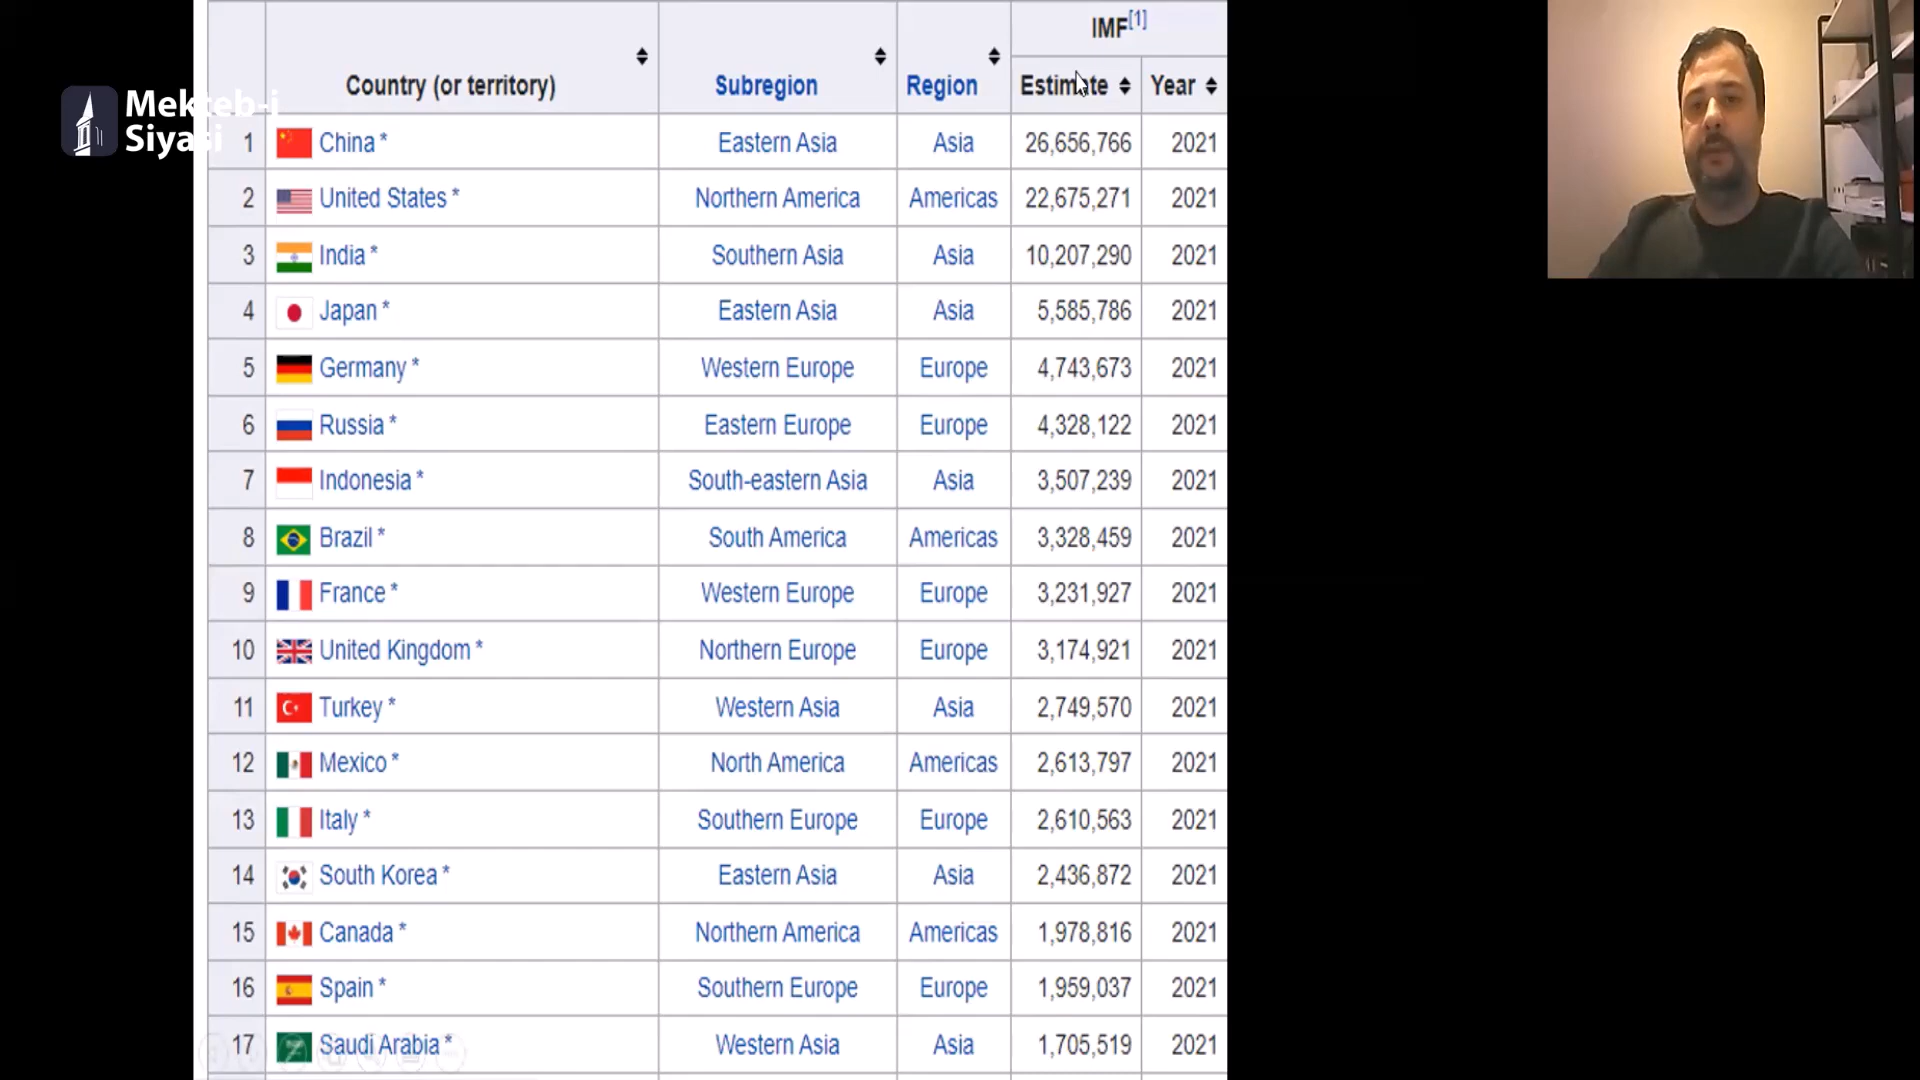 Mekteb-i
Siyasi
IMF[1]
Country (or territory) Subregion Region Estimate Year
1 China * Eastern Asia Asia 26,656,766 2021
2 United States * Northern America Americas 22,675,271 2021
3 India * Southern Asia Asia 10,207,290 2021
4 Japan * Eastern Asia Asia 5,585,786 2021
5 Germany * Western Europe Europe 4,743,673 2021
6 Russia * Eastern Europe Europe 4,328,122 2021
7 Indonesia * South-eastern Asia Asia 3,507,239 2021
8 Brazil * South America Americas 3,328,459 2021
9 France * Western Europe Europe 3,231,927 2021
10 United Kingdom * Northern Europe Europe 3,174,921 2021
11 Turkey * Western Asia Asia 2,749,570 2021
12 Mexico * North America Americas 2,613,797 2021
13 Italy * Southern Europe Europe 2,610,563 2021
14 South Korea * Eastern Asia Asia 2,436,872 2021
15 Canada * Northern America Americas 1,978,816 2021
16 Spain * Southern Europe Europe 1,959,037 2021
17 Saudi Arabia * Western Asia Asia 1,705,519 2021